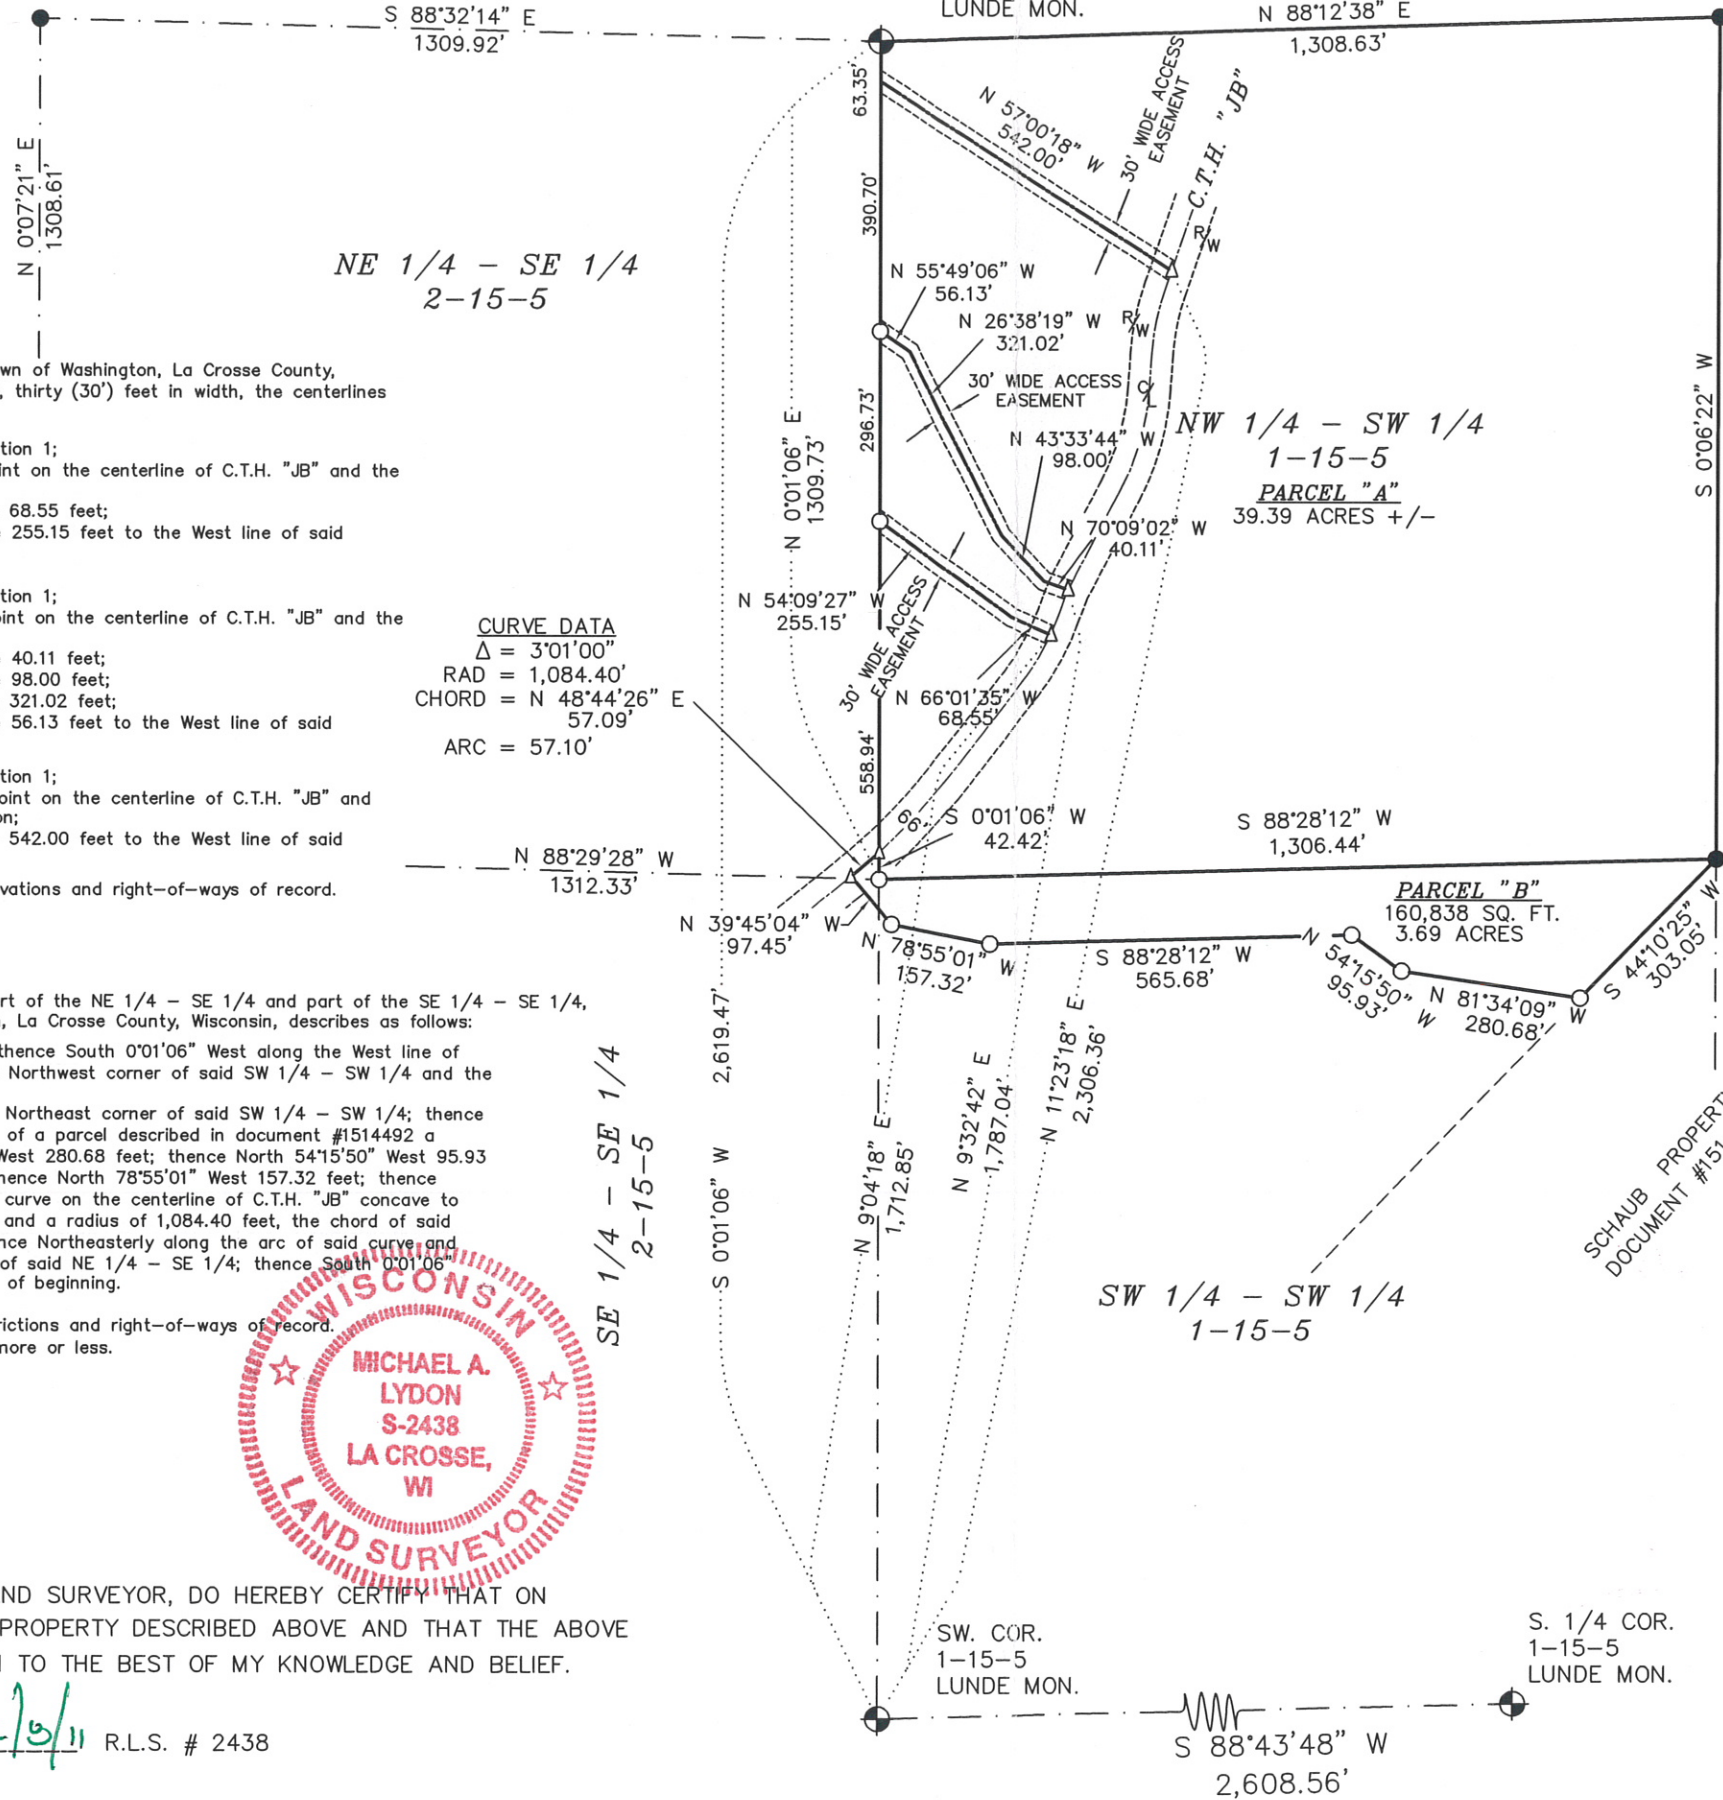 S 88°32'14" E
1309.92'
LUNDE MON.
N 88°12'38" E
1,308.63'
N 0°07'21" E
1308.61'
63.35'
390.70'
296.73'
558.94'
N 57°00'18" W
542.00'
30' WIDE ACCESS
EASEMENT
C.T.H. "JB"
R/W
R/W
C/L
NE 1/4 - SE 1/4
2-15-5
N 55°49'06" W
56.13'
N 26°38'19" W
321.02'
30' WIDE ACCESS
EASEMENT
N 43°33'44" W
98.00'
N 70°09'02" W
40.11'
NW 1/4 - SW 1/4
1-15-5
PARCEL "A"
39.39 ACRES +/-
S 0°06'22" W
N 0°01'06" E
1309.73'
N 54°09'27" W
255.15'
30' WIDE ACCESS
EASEMENT
N 66°01'35" W
68.55'
wn of Washington, La Crosse County,
, thirty (30') feet in width, the centerlines
tion 1;
int on the centerline of C.T.H. "JB" and the
68.55 feet;
255.15 feet to the West line of said
tion 1;
oint on the centerline of C.T.H. "JB" and the
40.11 feet;
98.00 feet;
321.02 feet;
56.13 feet to the West line of said
tion 1;
oint on the centerline of C.T.H. "JB" and
on;
542.00 feet to the West line of said
vations and right-of-ways of record.
CURVE DATA
Δ = 3°01'00"
RAD = 1,084.40'
CHORD = N 48°44'26" E
57.09'
ARC = 57.10'
66'
S 0°01'06" W
42.42'
S 88°28'12" W
1,306.44'
N 88°29'28" W
1312.33'
N 39°45'04" W
97.45'
N 78°55'01" W
157.32'
S 88°28'12" W
565.68'
PARCEL "B"
160,838 SQ. FT.
3.69 ACRES
N 54°15'50" W
95.93'
N 81°34'09" W
280.68'
S 44°10'25" W
303.05'
rt of the NE 1/4 - SE 1/4 and part of the SE 1/4 - SE 1/4,
, La Crosse County, Wisconsin, describes as follows:
thence South 0°01'06" West along the West line of
Northwest corner of said SW 1/4 - SW 1/4 and the
Northeast corner of said SW 1/4 - SW 1/4; thence
of a parcel described in document #1514492 a
West 280.68 feet; thence North 54°15'50" West 95.93
hence North 78°55'01" West 157.32 feet; thence
curve on the centerline of C.T.H. "JB" concave to
and a radius of 1,084.40 feet, the chord of said
nce Northeasterly along the arc of said curve and
of said NE 1/4 - SE 1/4; thence South 0°01'06"
of beginning.
rictions and right-of-ways of record.
more or less.
SE 1/4 - SE 1/4
2-15-5
S 0°01'06" W 2,619.47'
N 9°04'18" E
1,712.85'
N 9°32'42" E
1,787.04'
N 11°23'18" E
2,306.36'
SCHAUB PROPERT
DOCUMENT #151
SW 1/4 - SW 1/4
1-15-5
WISCONSIN
MICHAEL A.
LYDON
S-2438
LA CROSSE,
WI
LAND SURVEYOR
ND SURVEYOR, DO HEREBY CERTIFY THAT ON
PROPERTY DESCRIBED ABOVE AND THAT THE ABOVE
TO THE BEST OF MY KNOWLEDGE AND BELIEF.
R.L.S. # 2438
SW. COR.
1-15-5
LUNDE MON.
S. 1/4 COR.
1-15-5
LUNDE MON.
S 88°43'48" W
2,608.56'